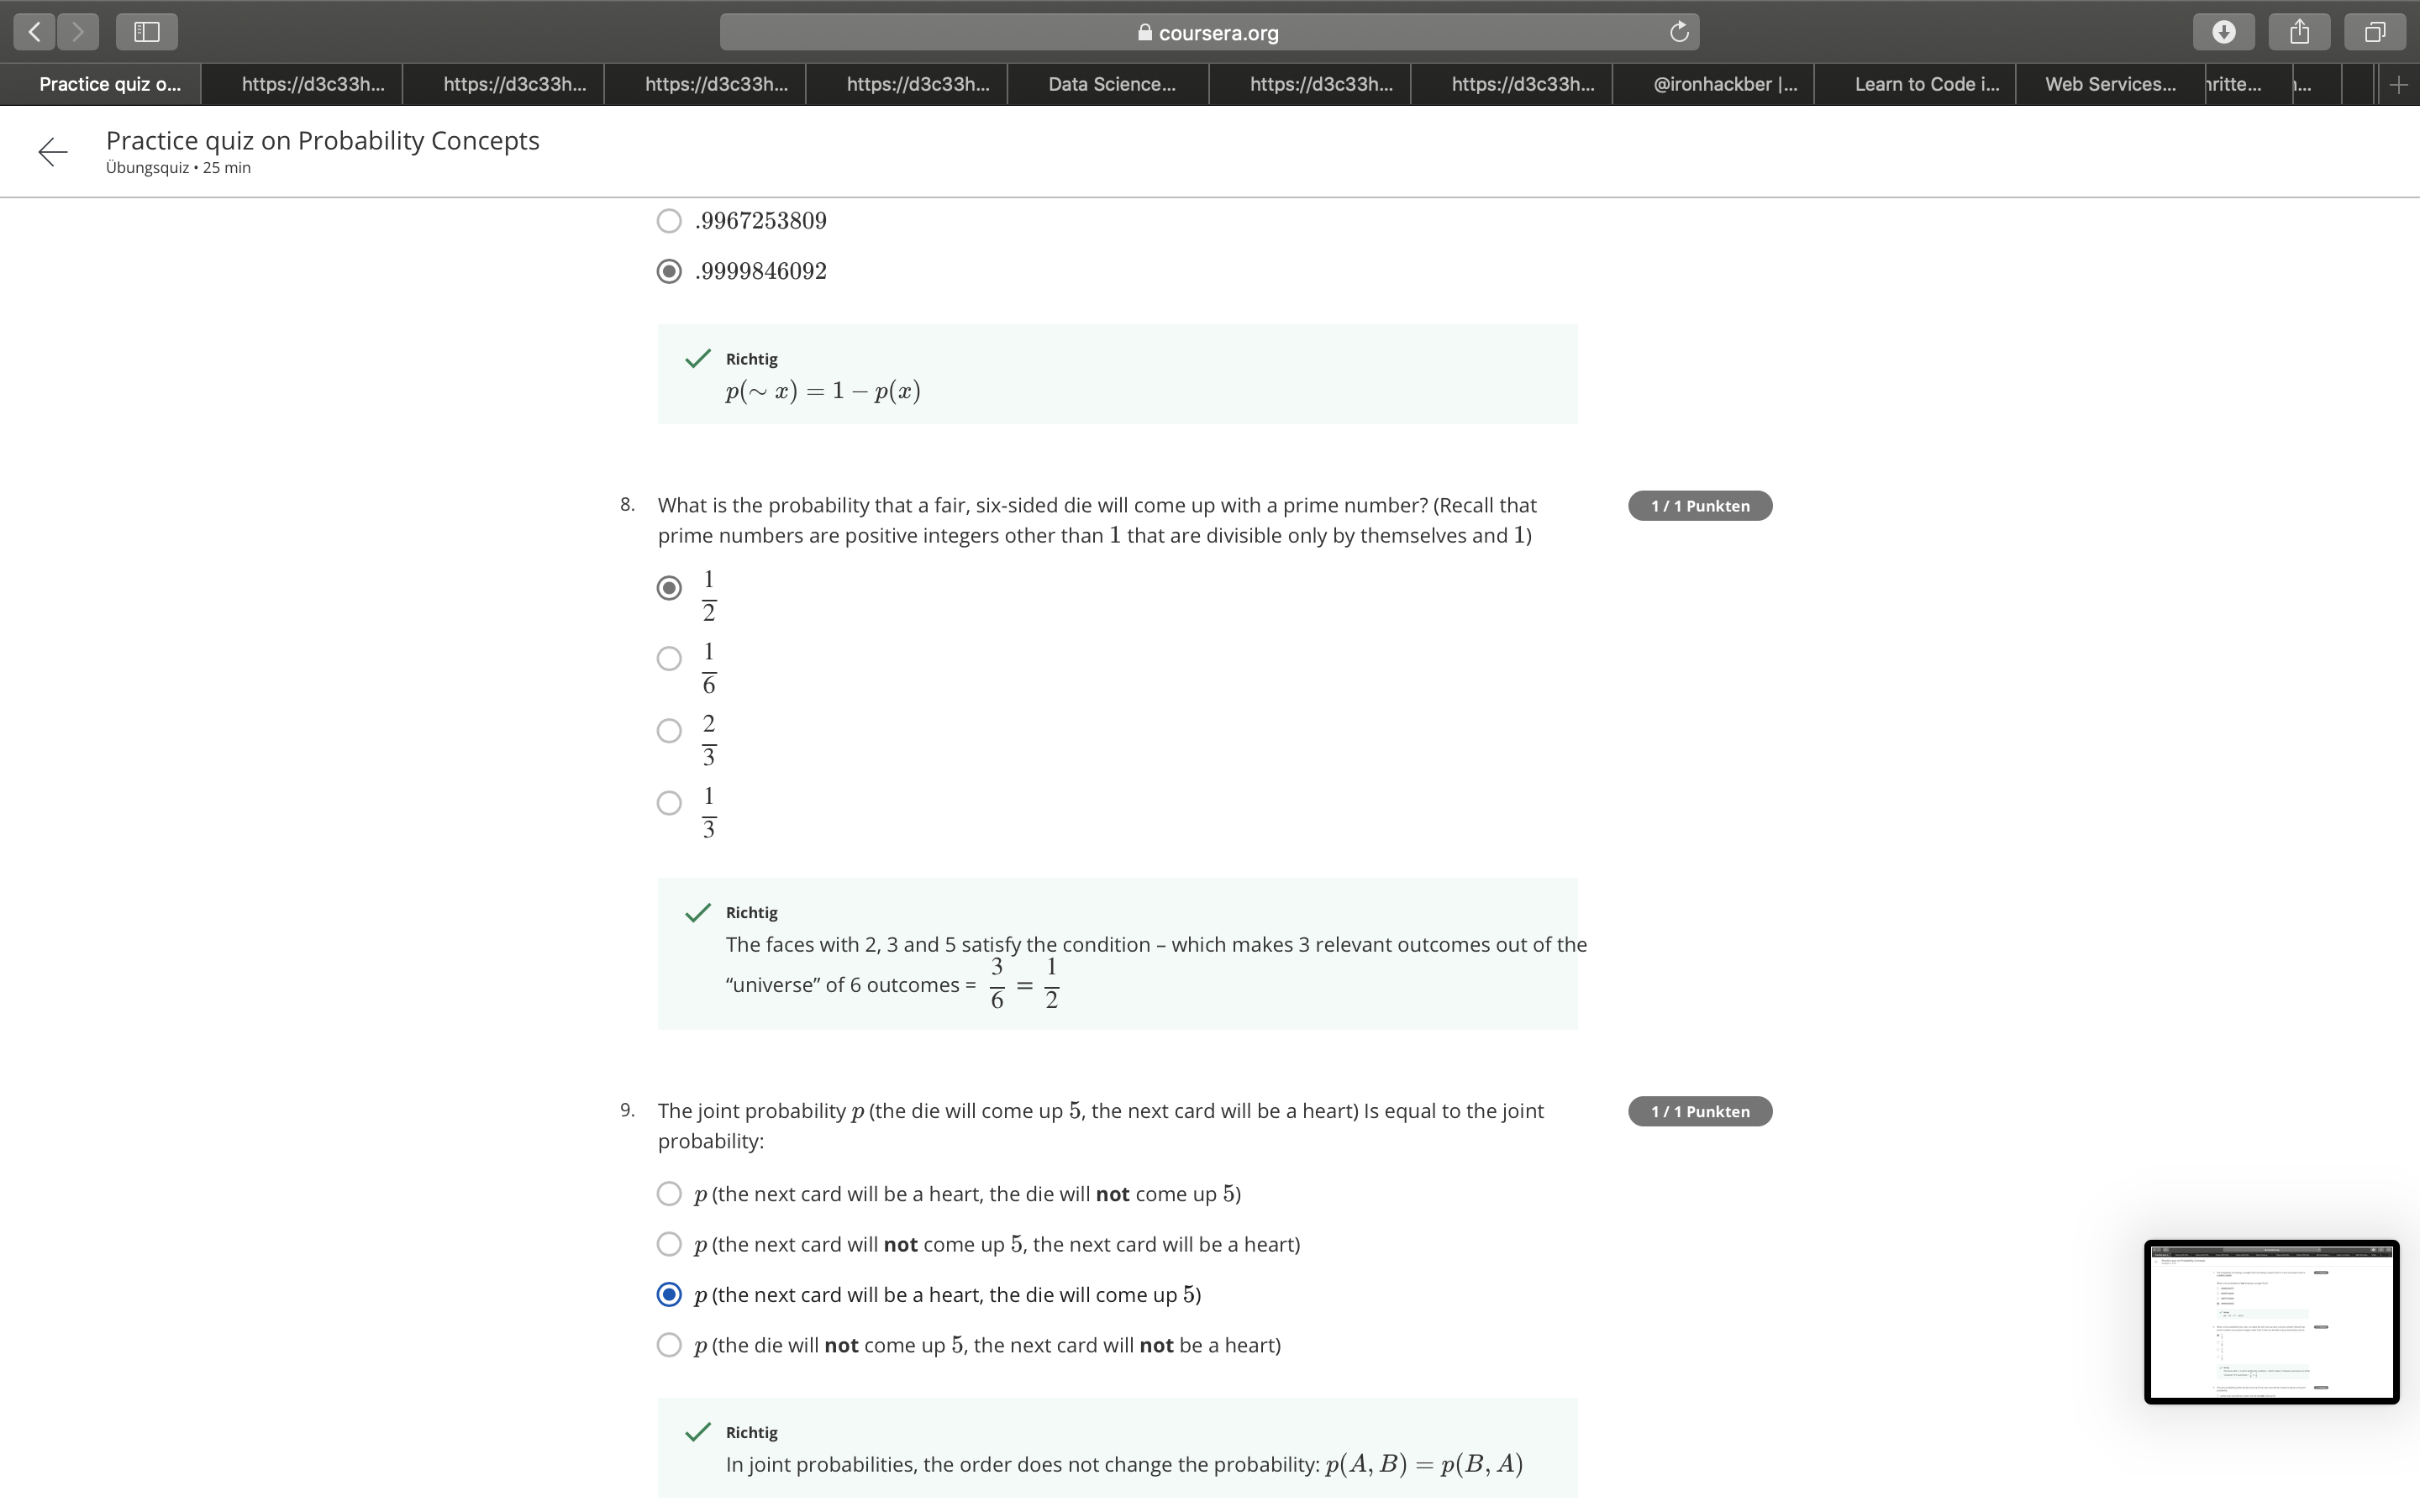 coursera.org
Practice quiz o... https://d3c33h... https://d3c33h... https://d3c33h... https://d3c33h... Data Science... https://d3c33h... https://d3c33h... @ironhackber |... Learn to Code i... Web Services...
Practice quiz on Probability Concepts
Übungsquiz • 25 min
.9967253809
.9999846092
Richtig
p(∼ x) = 1 − p(x)
8. What is the probability that a fair, six-sided die will come up with a prime number? (Recall that 1 / 1 Punkten
prime numbers are positive integers other than 1 that are divisible only by themselves and 1)
1/2
1/6
2/3
1/3
Richtig
The faces with 2, 3 and 5 satisfy the condition – which makes 3 relevant outcomes out of the
“universe” of 6 outcomes = 3/6 = 1/2
9. The joint probability p (the die will come up 5, the next card will be a heart) Is equal to the joint 1 / 1 Punkten
probability:
p (the next card will be a heart, the die will not come up 5)
p (the next card will not come up 5, the next card will be a heart)
p (the next card will be a heart, the die will come up 5)
p (the die will not come up 5, the next card will not be a heart)
Richtig
In joint probabilities, the order does not change the probability: p(A, B) = p(B, A)